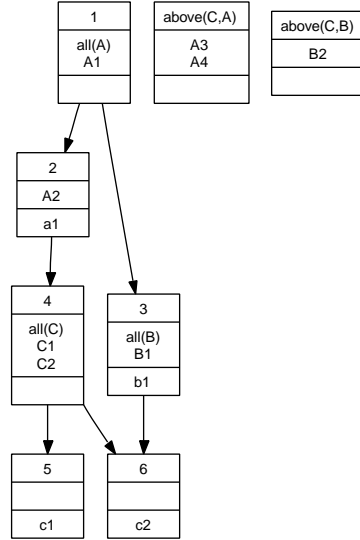 1
all(A)
A1
above(C,A)
A3
A4
above(C,B)
B2
2
A2
a1
4
all(C)
C1
C2
3
all(B)
B1
b1
5
c1
6
c2